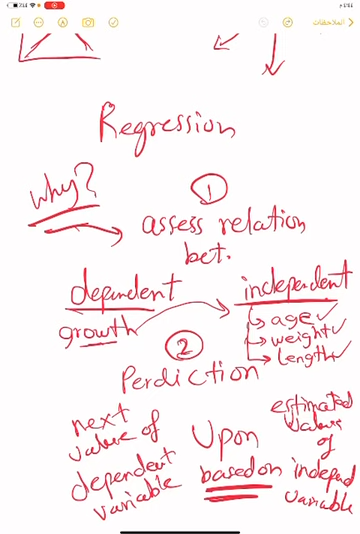 الملاحظات
Regression
why?
①
assess relation
bet.
dependent
independent
growth
age
weight
length
②
Perdiction
next
value of
dependent
variable
Upon
based on
estimated
values
of
independ
variable